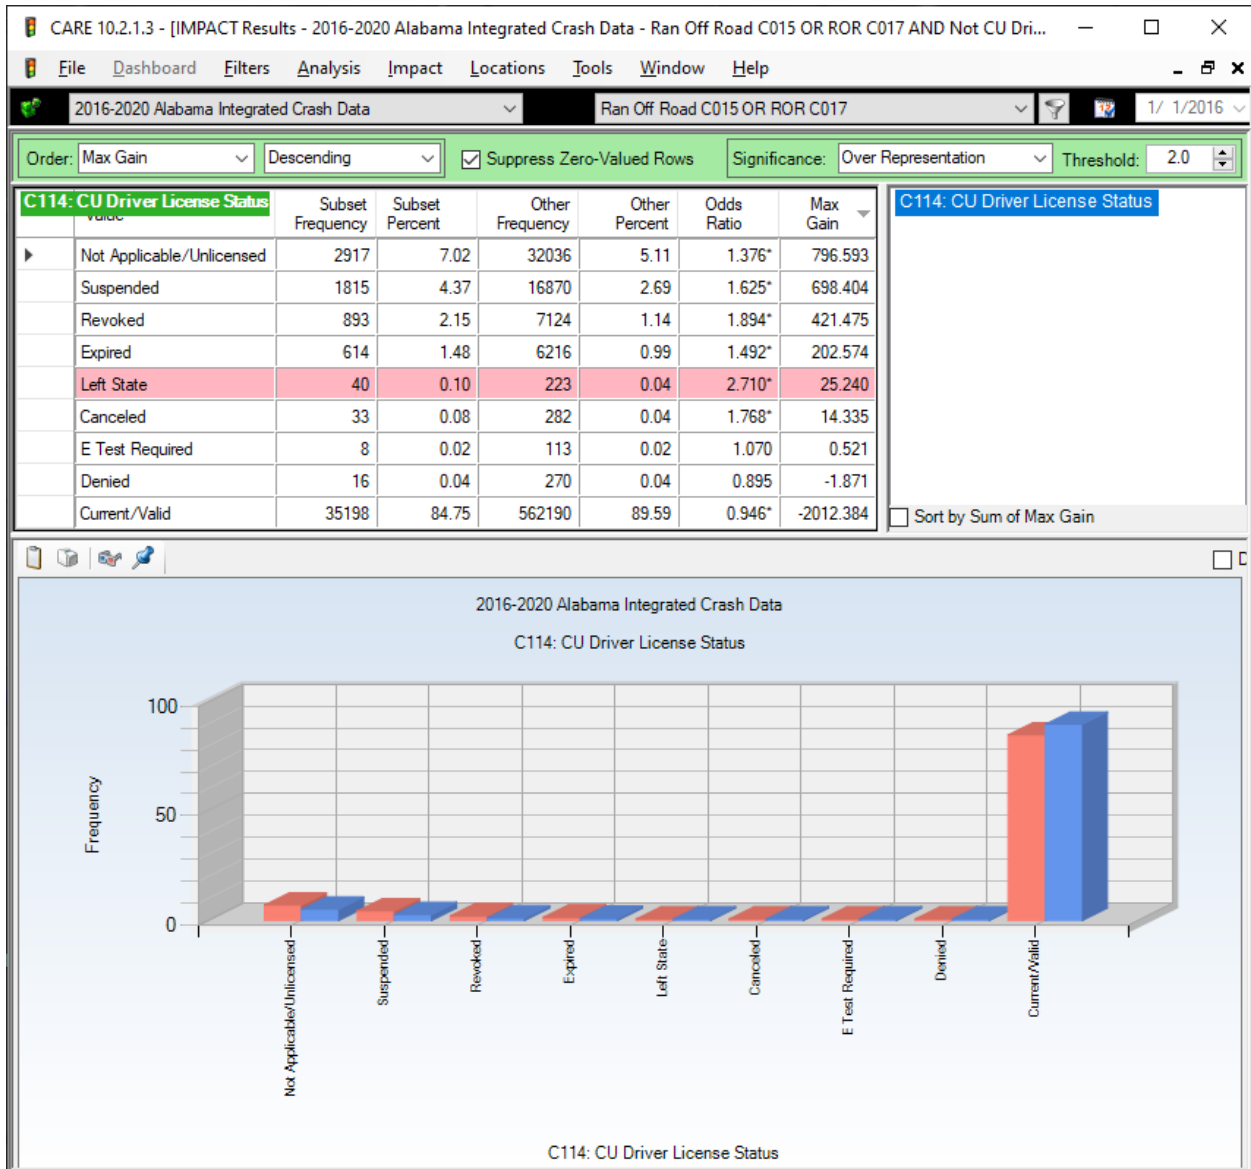 CARE 10.2.1.3 - [IMPACT Results - 2016-2020 Alabama Integrated Crash Data - Ran Off Road C015 OR ROR C017 AND Not CU Dri...
File Dashboard Filters Analysis Impact Locations Tools Window Help
2016-2020 Alabama Integrated Crash Data Ran Off Road C015 OR ROR C017 1/ 1/2016
Order: Max Gain Descending Suppress Zero-Valued Rows Significance: Over Representation Threshold: 2.0
C114: CU Driver License Status Subset Frequency Subset Percent Other Frequency Other Percent Odds Ratio Max Gain
Not Applicable/Unlicensed 2917 7.02 32036 5.11 1.376* 796.593
Suspended 1815 4.37 16870 2.69 1.625* 698.404
Revoked 893 2.15 7124 1.14 1.894* 421.475
Expired 614 1.48 6216 0.99 1.492* 202.574
Left State 40 0.10 223 0.04 2.710* 25.240
Canceled 33 0.08 282 0.04 1.768* 14.335
E Test Required 8 0.02 113 0.02 1.070 0.521
Denied 16 0.04 270 0.04 0.895 -1.871
Current/Valid 35198 84.75 562190 89.59 0.946* -2012.384
C114: CU Driver License Status
Sort by Sum of Max Gain
D
2016-2020 Alabama Integrated Crash Data
C114: CU Driver License Status
100
50
0
Frequency
Not Applicable/Unlicensed
Suspended
Revoked
Expired
Left State
Canceled
E Test Required
Denied
Current/Valid
C114: CU Driver License Status